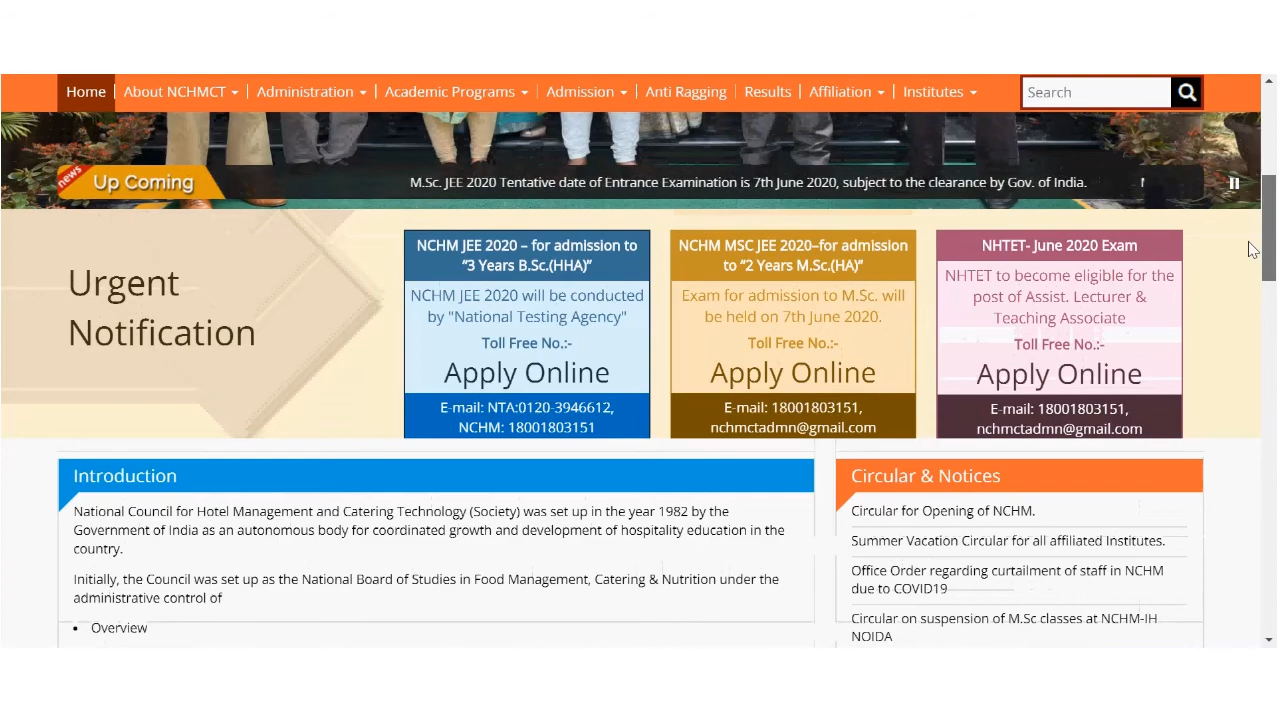 Home About NCHMCT Administration Academic Programs Admission Anti Ragging Results Affiliation Institutes Search
news Up Coming M.Sc. JEE 2020 Tentative date of Entrance Examination is 7th June 2020, subject to the clearance by Gov. of India.
Urgent
Notification
NCHM JEE 2020 – for admission to
“3 Years B.Sc.(HHA)”
NCHM JEE 2020 will be conducted
by "National Testing Agency"
Toll Free No.:-
Apply Online
E-mail: NTA:0120-3946612,
NCHM: 18001803151
NCHM MSC JEE 2020–for admission
to “2 Years M.Sc.(HA)”
Exam for admission to M.Sc. will
be held on 7th June 2020.
Toll Free No.:-
Apply Online
E-mail: 18001803151,
nchmctadmn@gmail.com
NHTET- June 2020 Exam
NHTET to become eligible for the
post of Assist. Lecturer &
Teaching Associate
Toll Free No.:-
Apply Online
E-mail: 18001803151,
nchmctadmn@gmail.com
Introduction
National Council for Hotel Management and Catering Technology (Society) was set up in the year 1982 by the
Government of India as an autonomous body for coordinated growth and development of hospitality education in the
country.
Initially, the Council was set up as the National Board of Studies in Food Management, Catering & Nutrition under the
administrative control of
• Overview
Circular & Notices
Circular for Opening of NCHM.
Summer Vacation Circular for all affiliated Institutes.
Office Order regarding curtailment of staff in NCHM
due to COVID19
Circular on suspension of M.Sc classes at NCHM-IH
NOIDA